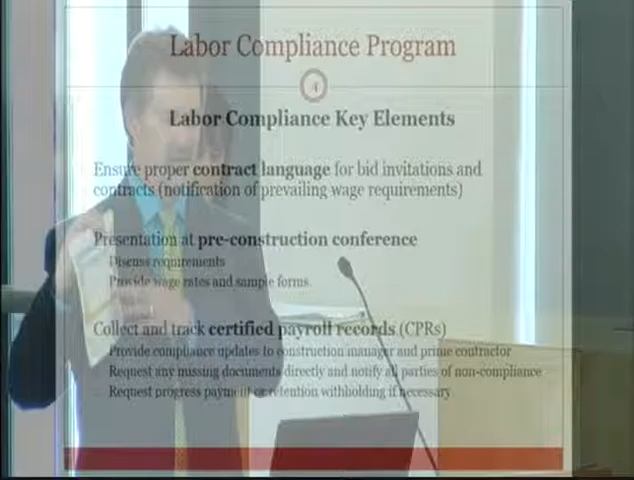 Labor Compliance Program
4
Labor Compliance Key Elements
Ensure proper contract language for bid invitations and
contracts (notification of prevailing wage requirements)
Presentation at pre-construction conference
Discuss requirements
Provide wage rates and sample forms.
Collect and track certified payroll records (CPRs)
Provide compliance updates to construction manager and prime contractor
Request any missing documents directly and notify all parties of non-compliance
Request progress payment or retention withholding if necessary